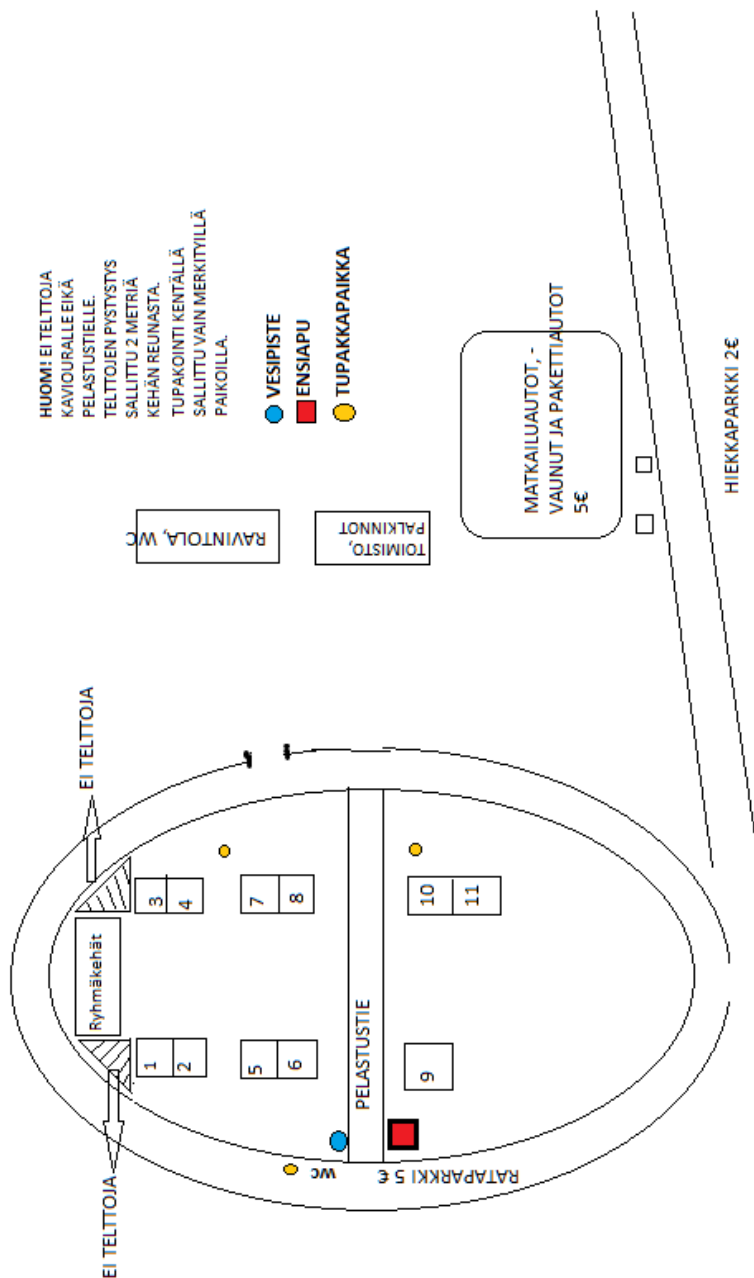 HUOM! EI TELTTOJA
KAVIOURALLE EIKÄ
PELASTUSTIELLE.
TELTTOJEN PYSTYSTYS
SALLITTU 2 METRIÄ
KEHÄN REUNASTA.
TUPAKOINTI KENTÄLLÄ
SALLITTU VAIN MERKITYILLÄ
PAIKOILLA.
VESIPISTE
ENSIAPU
TUPAKKAPAIKKA
RAVINTOLA, WC
TOIMISTO,
PALKINNOT
MATKAILUAUTOT, -
VAUNUT JA PAKETTIAUTOT
5€
HIEKKAPARKKI 2€
EI TELTTOJA
EI TELTTOJA
Ryhmäkehät
1
2
3
4
5
6
7
8
PELASTUSTIE
9
10
11
WC
RATAPARKKI 5 €